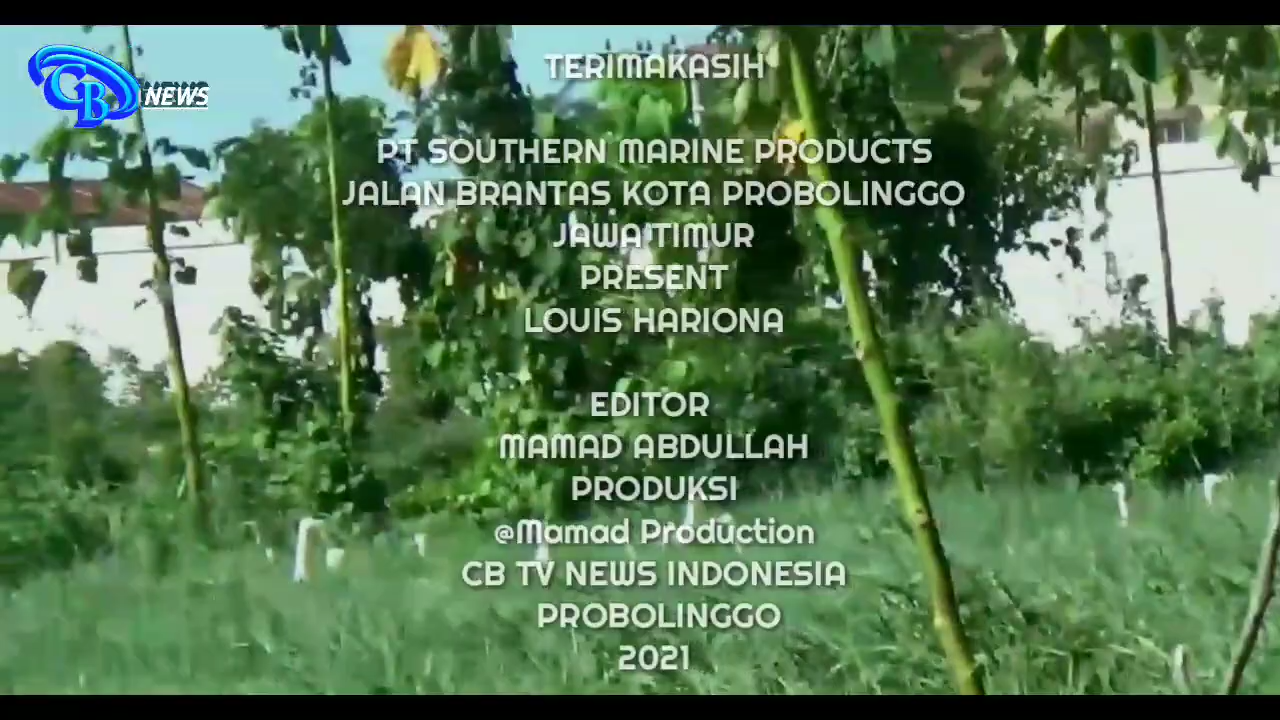 CB
NEWS
TERIMAKASIH
PT SOUTHERN MARINE PRODUCTS
JALAN BRANTAS KOTA PROBOLINGGO
JAWA TIMUR
PRESENT
LOUIS HARIONA
EDITOR
MAMAD ABDULLAH
PRODUKSI
@Mamad Production
CB TV NEWS INDONESIA
PROBOLINGGO
2021